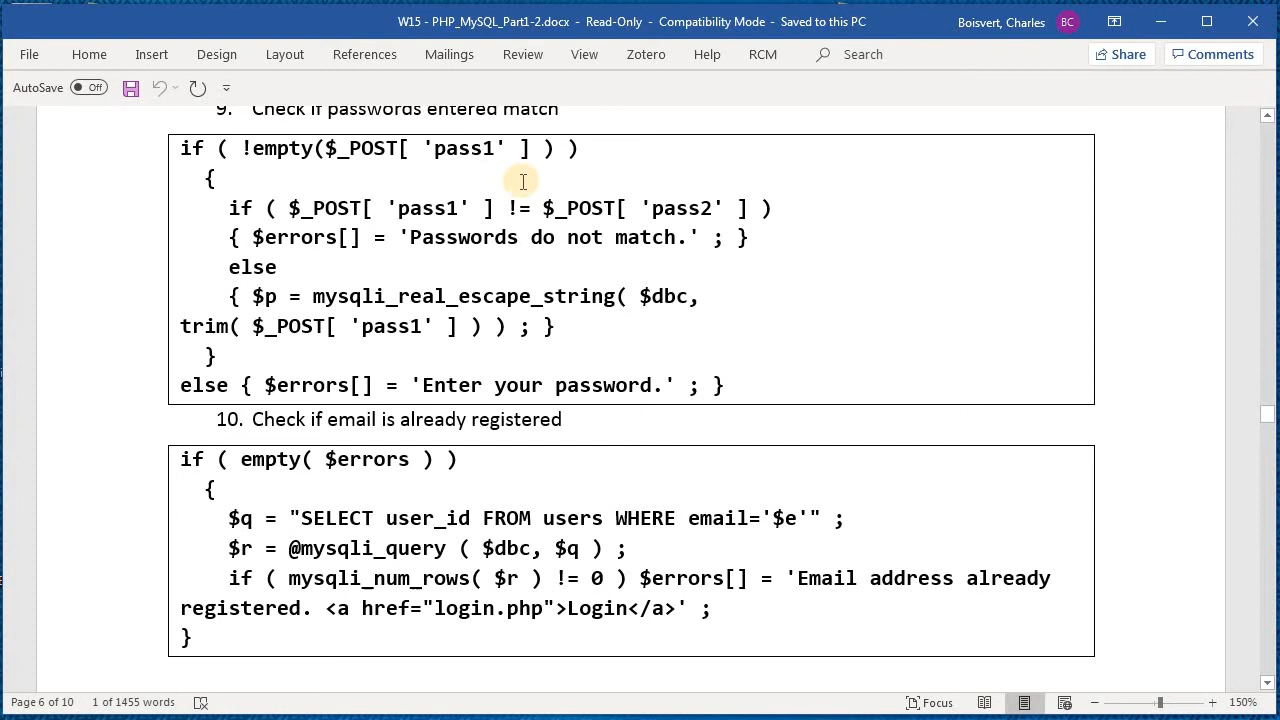 W15 - PHP_MySQL_Part1-2.docx - Read-Only - Compatibility Mode - Saved to this PC
Boisvert, Charles BC
File Home Insert Design Layout References Mailings Review View Zotero Help RCM Search Share Comments
AutoSave Off
9. Check if passwords entered match
if ( !empty($_POST[ 'pass1' ] ) )
{
if ( $_POST[ 'pass1' ] != $_POST[ 'pass2' ] )
{ $errors[] = 'Passwords do not match.' ; }
else
{ $p = mysqli_real_escape_string( $dbc,
trim( $_POST[ 'pass1' ] ) ) ; }
}
else { $errors[] = 'Enter your password.' ; }
10. Check if email is already registered
if ( empty( $errors ) )
{
$q = "SELECT user_id FROM users WHERE email='$e'" ;
$r = @mysqli_query ( $dbc, $q ) ;
if ( mysqli_num_rows( $r ) != 0 ) $errors[] = 'Email address already
registered. <a href="login.php">Login</a>' ;
}
Page 6 of 10 1 of 1455 words Focus 150%